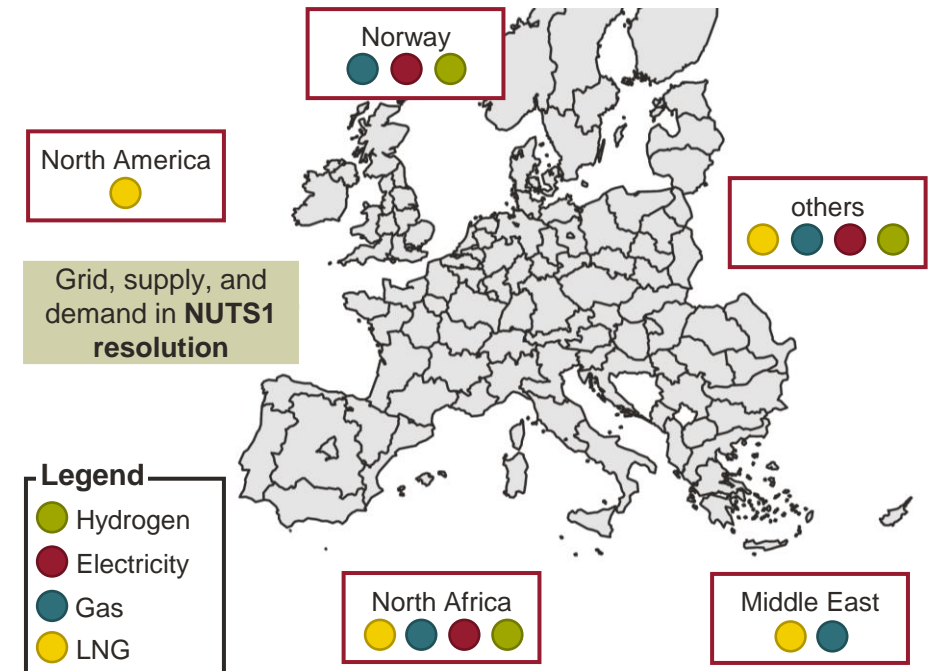 Norway
North America
others
Grid, supply, and
demand in NUTS1
resolution
Legend
Hydrogen
Electricity
Gas
LNG
North Africa
Middle East